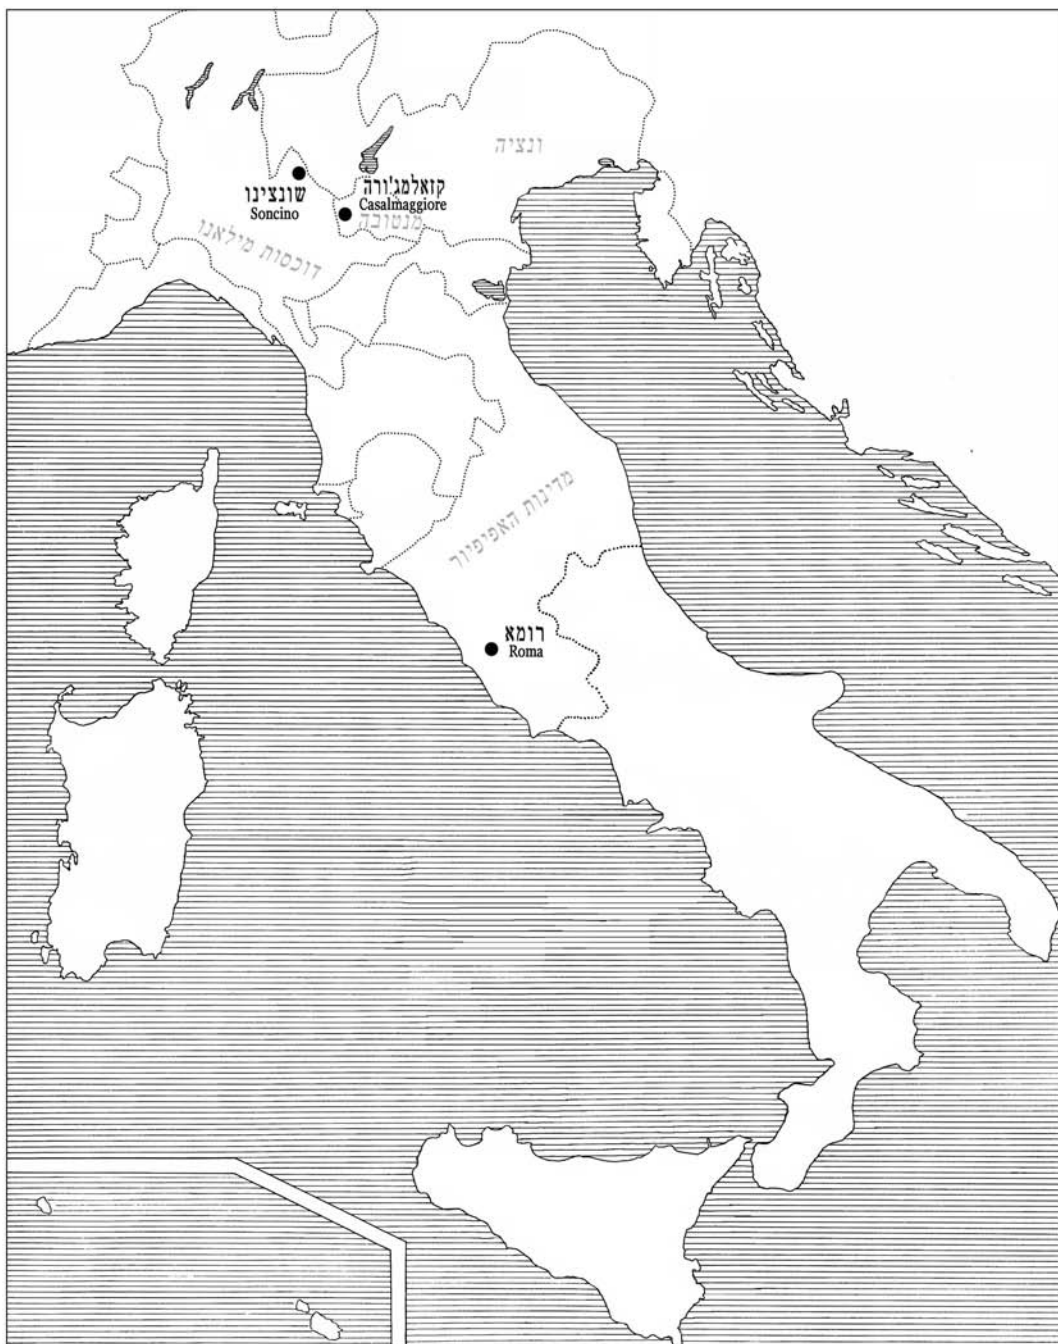 ונציה
קזאלמג'ורה
Casalmaggiore
שונצינו
Soncino
מנטובה
דוכסות מילאנו
מדינות האפיפיור
רומא
Roma